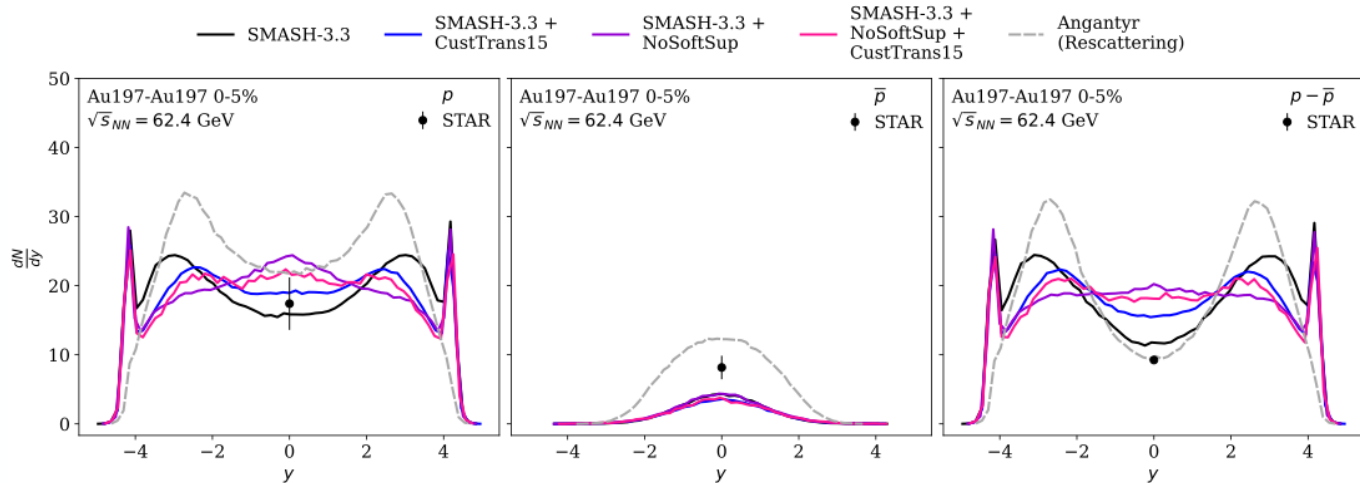 SMASH-3.3
SMASH-3.3 +
CustTrans15
SMASH-3.3 +
NoSoftSup
SMASH-3.3 +
NoSoftSup +
CustTrans15
Angantyr
(Rescattering)
50
40
30
20
10
0
dN
dy
Au197-Au197 0-5%
√sNN = 62.4 GeV
p
STAR
−4 −2 0 2 4
y
Au197-Au197 0-5%
√sNN = 62.4 GeV
p̅
STAR
−4 −2 0 2 4
y
Au197-Au197 0-5%
√sNN = 62.4 GeV
p − p̅
STAR
−4 −2 0 2 4
y